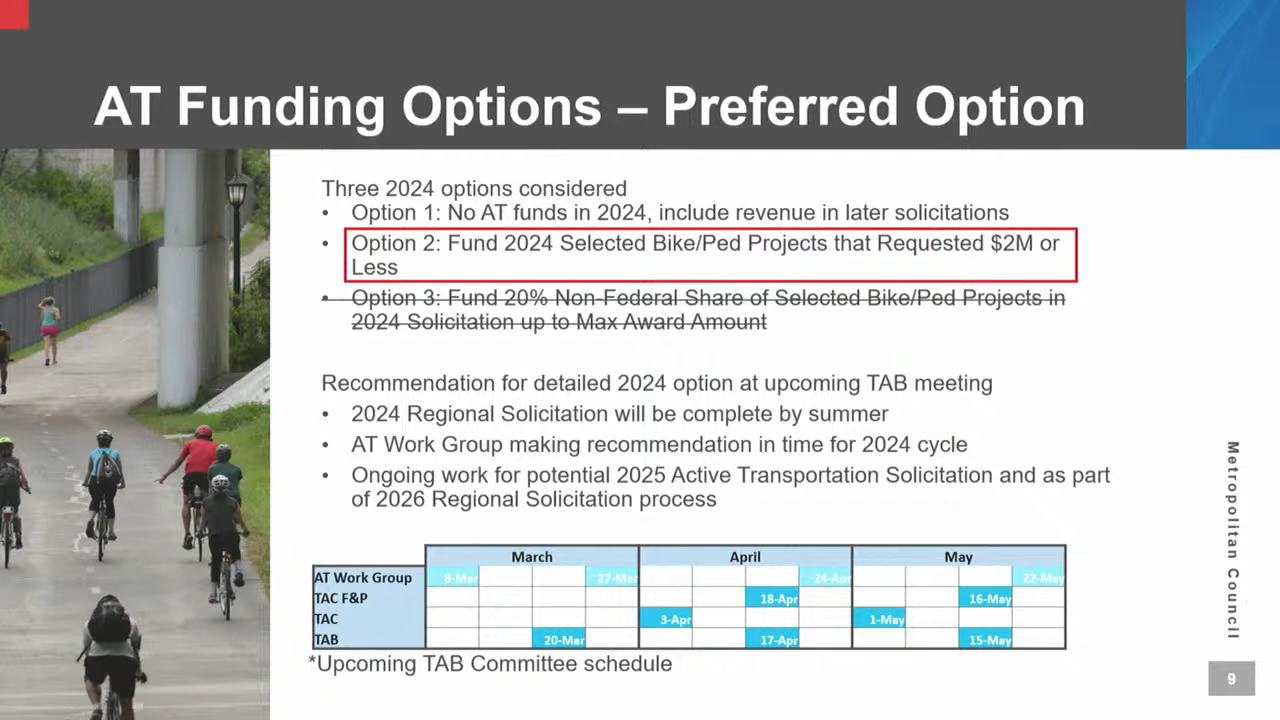 AT Funding Options – Preferred Option
Three 2024 options considered
• Option 1: No AT funds in 2024, include revenue in later solicitations
• Option 2: Fund 2024 Selected Bike/Ped Projects that Requested $2M or
Less
• Option 3: Fund 20% Non-Federal Share of Selected Bike/Ped Projects in
2024 Solicitation up to Max Award Amount
Recommendation for detailed 2024 option at upcoming TAB meeting
• 2024 Regional Solicitation will be complete by summer
• AT Work Group making recommendation in time for 2024 cycle
• Ongoing work for potential 2025 Active Transportation Solicitation and as part
of 2026 Regional Solicitation process
March April May
AT Work Group 8-Mar 27-Mar 24-Apr 22-May
TAC F&P 18-Apr 16-May
TAC 3-Apr 1-May
TAB 20-Mar 17-Apr 15-May
*Upcoming TAB Committee schedule
Metropolitan Council
9